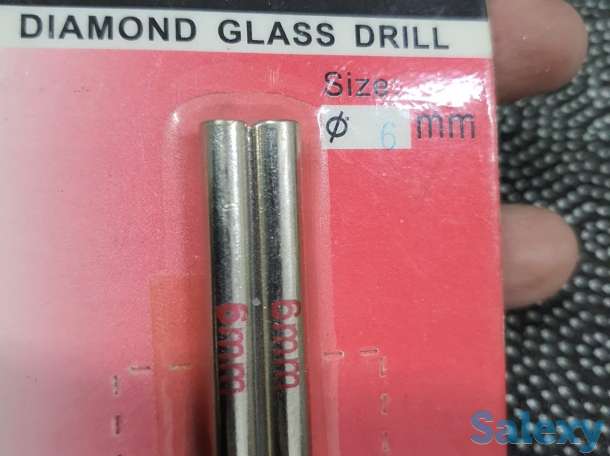 DIAMOND GLASS DRILL
Size:
ø 6 mm
6mm
6mm
Salexy